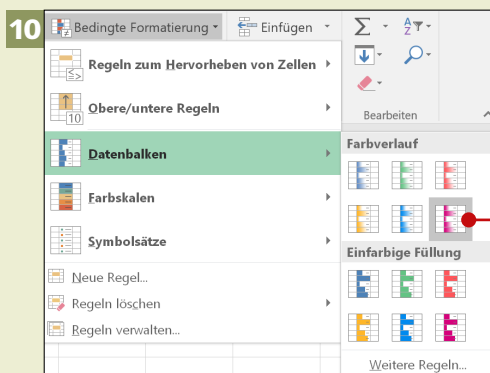 10
Bedingte Formatierung
Einfügen
Regeln zum Hervorheben von Zellen
Obere/untere Regeln
Datenbalken
Farbskalen
Symbolsätze
Neue Regel...
Regeln löschen
Regeln verwalten...
Bearbeiten
Farbverlauf
Einfarbige Füllung
Weitere Regeln...